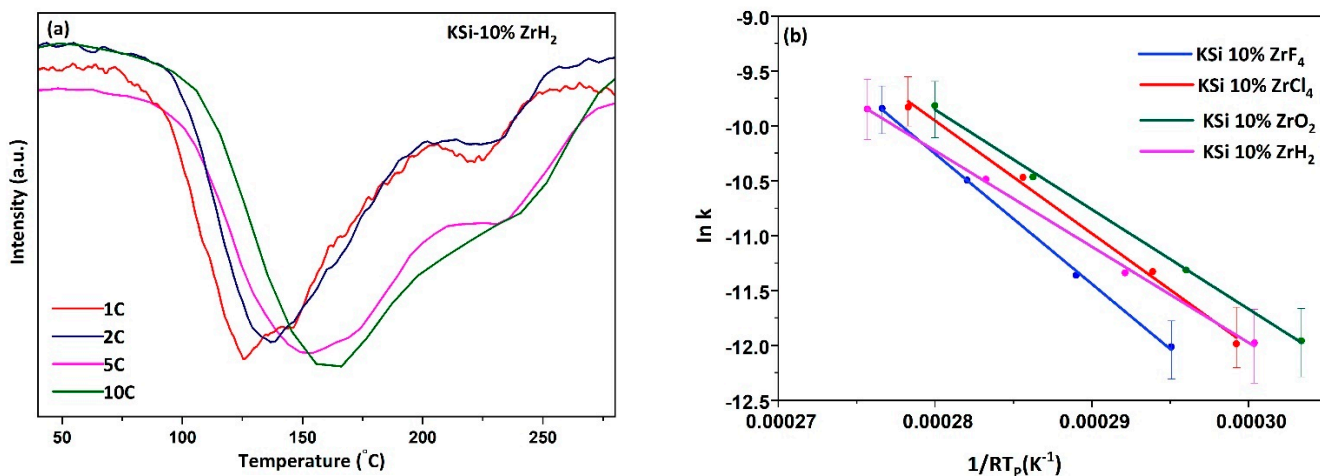 (a)
KSi-10% ZrH₂
Intensity (a.u.)
1C
2C
5C
10C
50
100
150
200
250
Temperature (°C)
(b)
KSi 10% ZrF₄
KSi 10% ZrCl₄
KSi 10% ZrO₂
KSi 10% ZrH₂
ln k
-9.0
-9.5
-10.0
-10.5
-11.0
-11.5
-12.0
-12.5
0.00027
0.00028
0.00029
0.00030
1/RTₚ(K⁻¹)